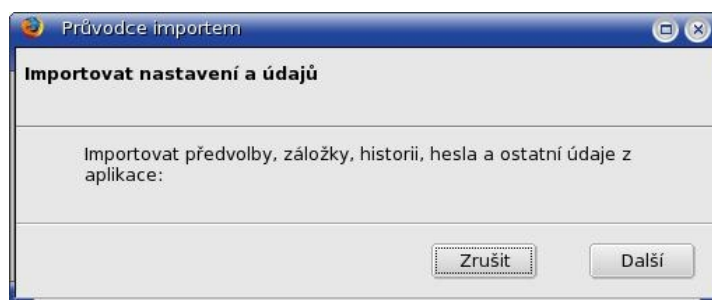 Průvodce importem
Importovat nastavení a údajů
Importovat předvolby, záložky, historii, hesla a ostatní údaje z
aplikace:
Zrušit
Další